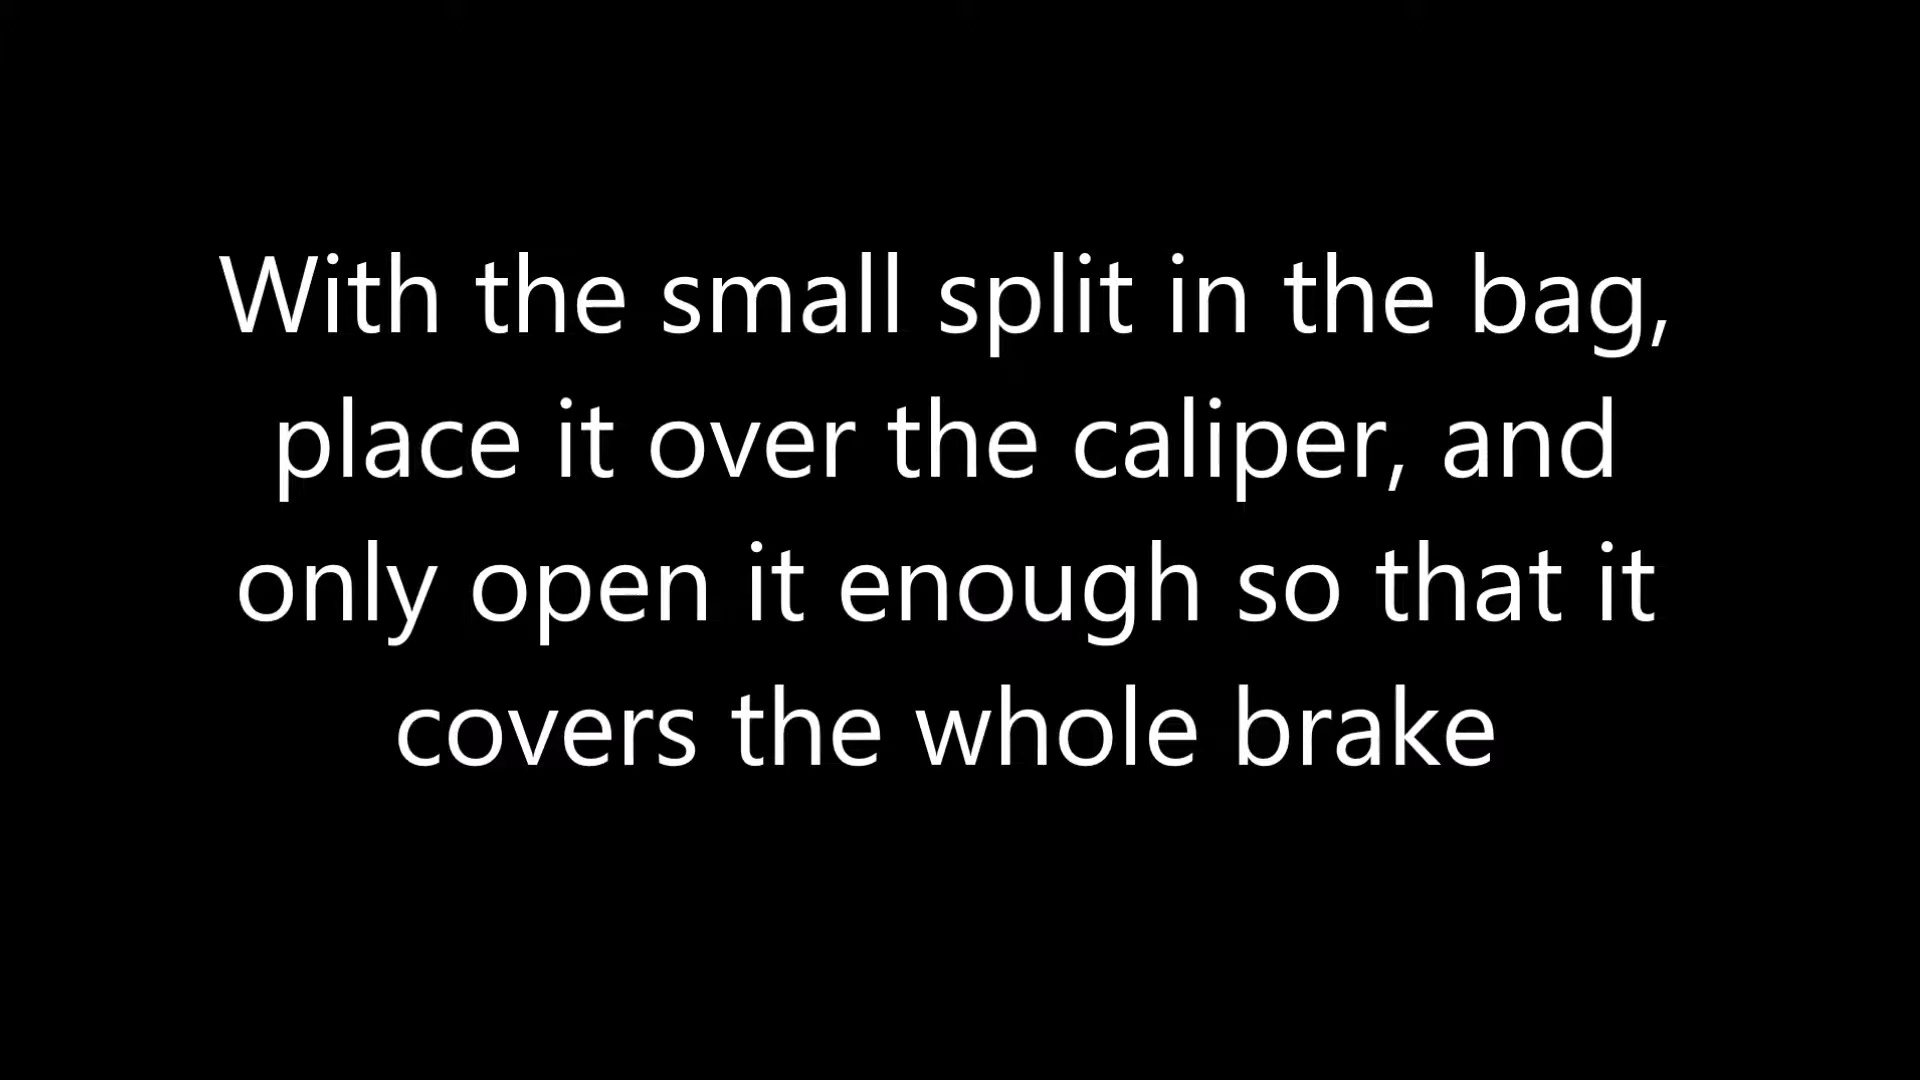 With the small split in the bag,
place it over the caliper, and
only open it enough so that it
covers the whole brake